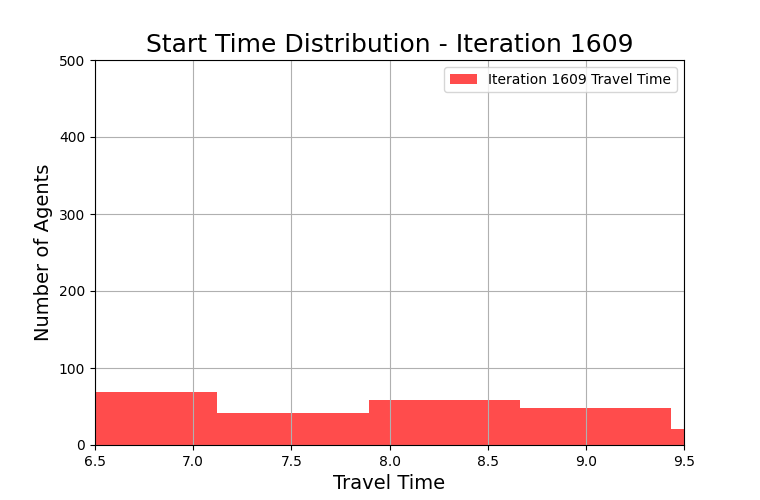 Start Time Distribution - Iteration 1609
Iteration 1609 Travel Time
Number of Agents
500
400
300
200
100
0
6.5 7.0 7.5 8.0 8.5 9.0 9.5
Travel Time